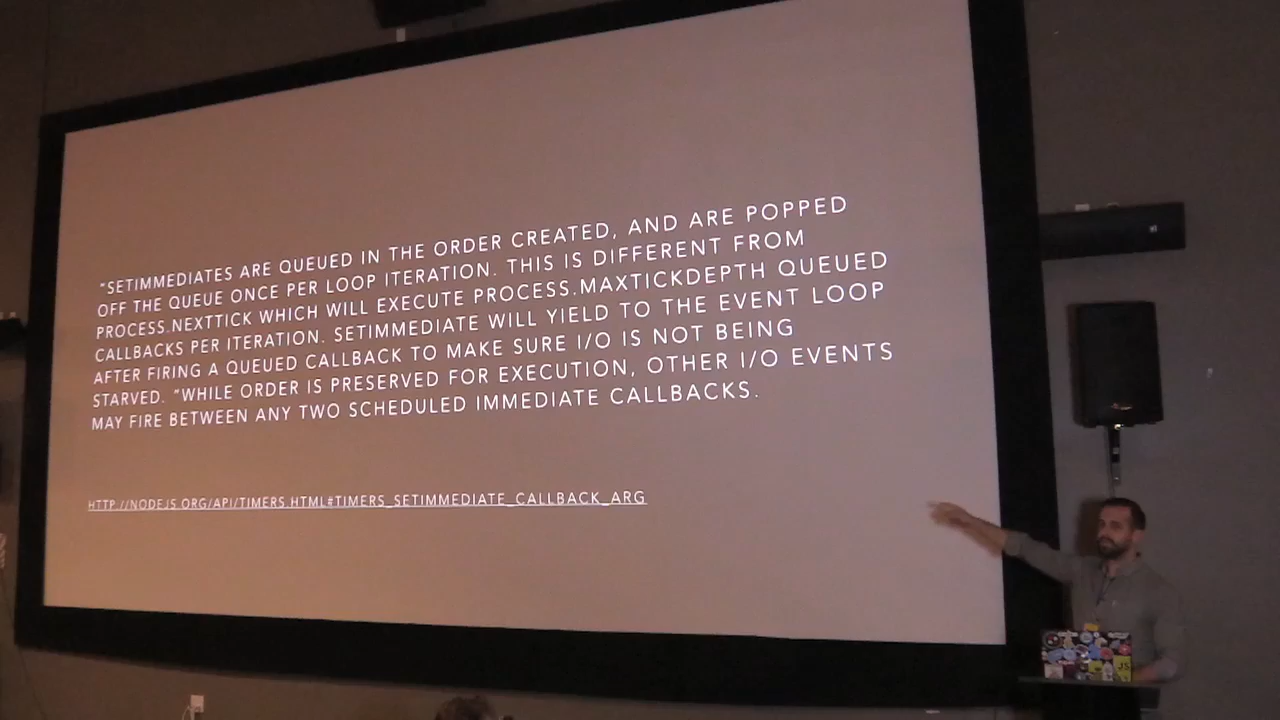 "SETIMMEDIATES ARE QUEUED IN THE ORDER CREATED, AND ARE POPPED
OFF THE QUEUE ONCE PER LOOP ITERATION. THIS IS DIFFERENT FROM
PROCESS.NEXTTICK WHICH WILL EXECUTE PROCESS.MAXTICKDEPTH QUEUED
CALLBACKS PER ITERATION. SETIMMEDIATE WILL YIELD TO THE EVENT LOOP
AFTER FIRING A QUEUED CALLBACK TO MAKE SURE I/O IS NOT BEING
STARVED. "WHILE ORDER IS PRESERVED FOR EXECUTION, OTHER I/O EVENTS
MAY FIRE BETWEEN ANY TWO SCHEDULED IMMEDIATE CALLBACKS.
HTTP://NODEJS.ORG/API/TIMERS.HTML#TIMERS_SETIMMEDIATE_CALLBACK_ARG
JS